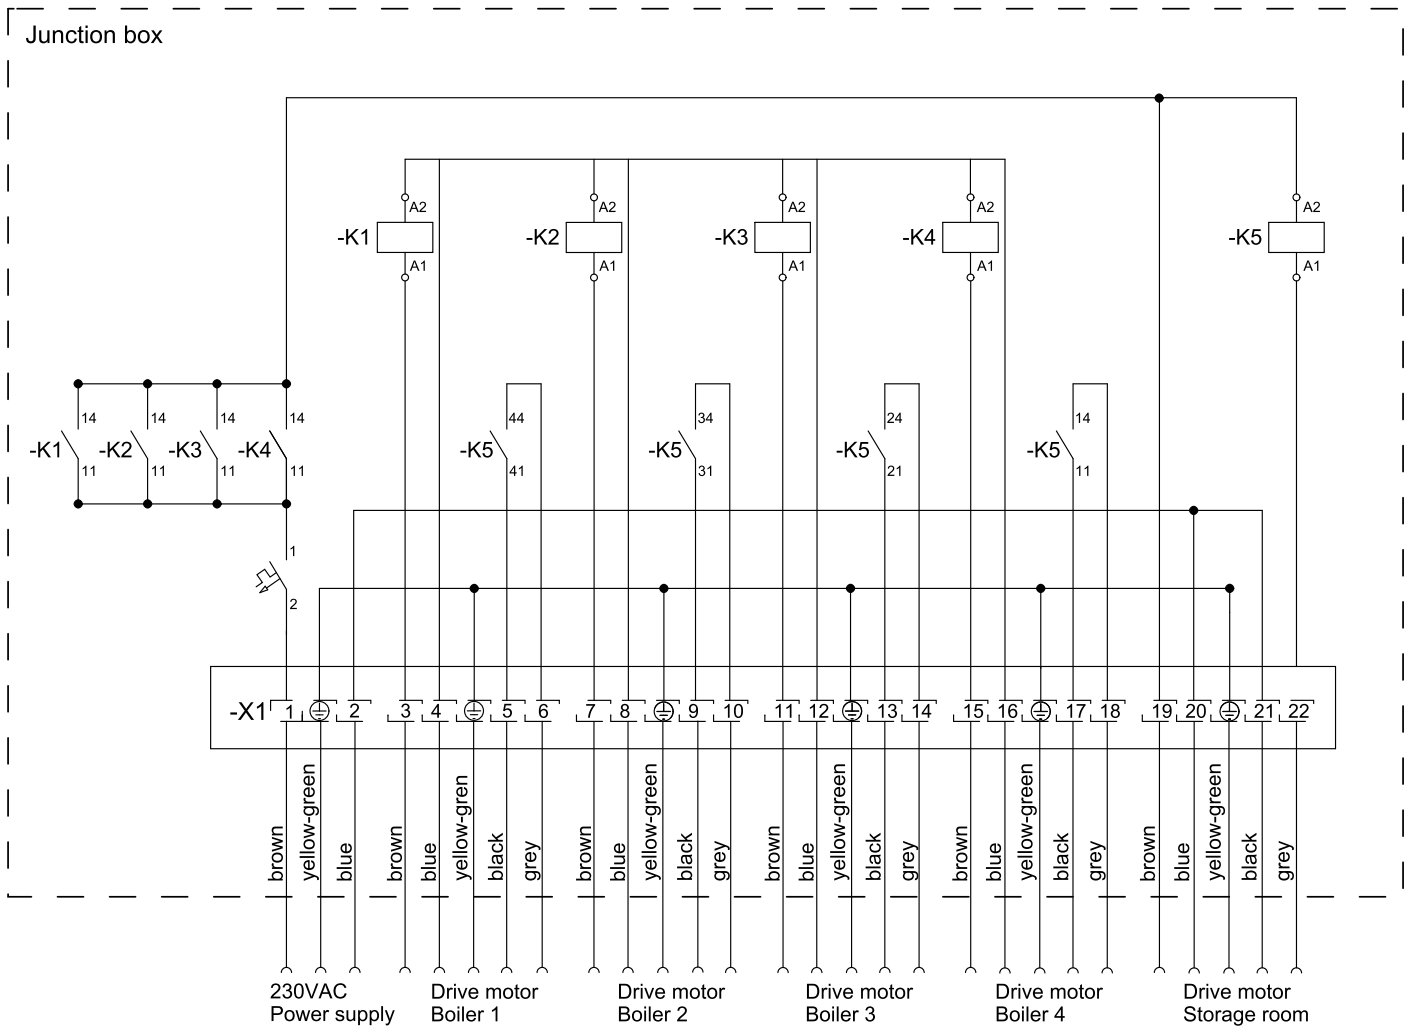 Junction box
A2 A2 A2 A2 A2
-K1 -K2 -K3 -K4 -K5
A1 A1 A1 A1 A1
14 14 14 14 44 34 24 14
-K1 -K2 -K3 -K4 -K5 -K5 -K5 -K5
11 11 11 11 41 31 21 11
1
2
-X1 1 2 3 4 5 6 7 8 9 10 11 12 13 14 15 16 17 18 19 20 21 22
brown yellow-green blue brown blue yellow-gren black grey brown blue yellow-green black grey brown blue yellow-green black grey brown blue yellow-green black grey brown blue yellow-green black grey
230VAC Drive motor Drive motor Drive motor Drive motor Drive motor
Power supply Boiler 1 Boiler 2 Boiler 3 Boiler 4 Storage room